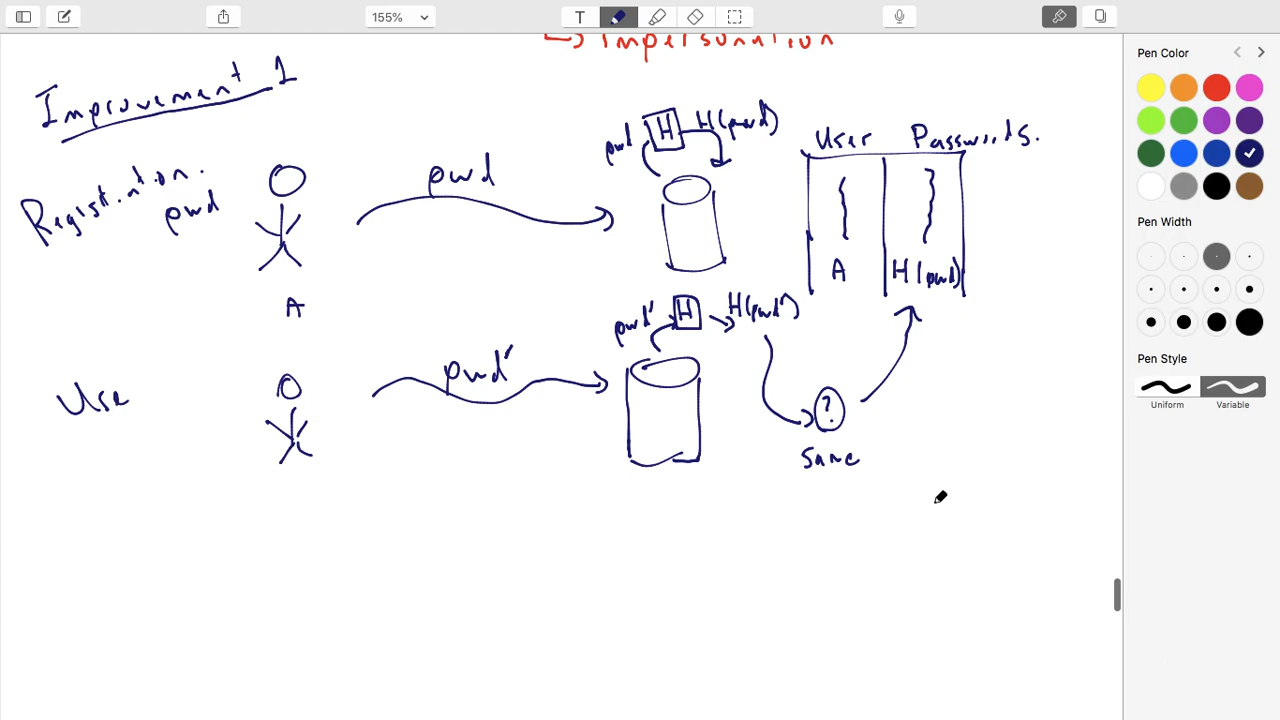 155%
T
Impersonation
Improvement 1
Registration.
pwd
A
pwd
pwd
H
H(pwd)
User
Passwords.
A
H(pwd)
Use
pwd'
pwd'
H
H(pwd')
?
Same
Pen Color
Pen Width
Pen Style
Uniform
Variable